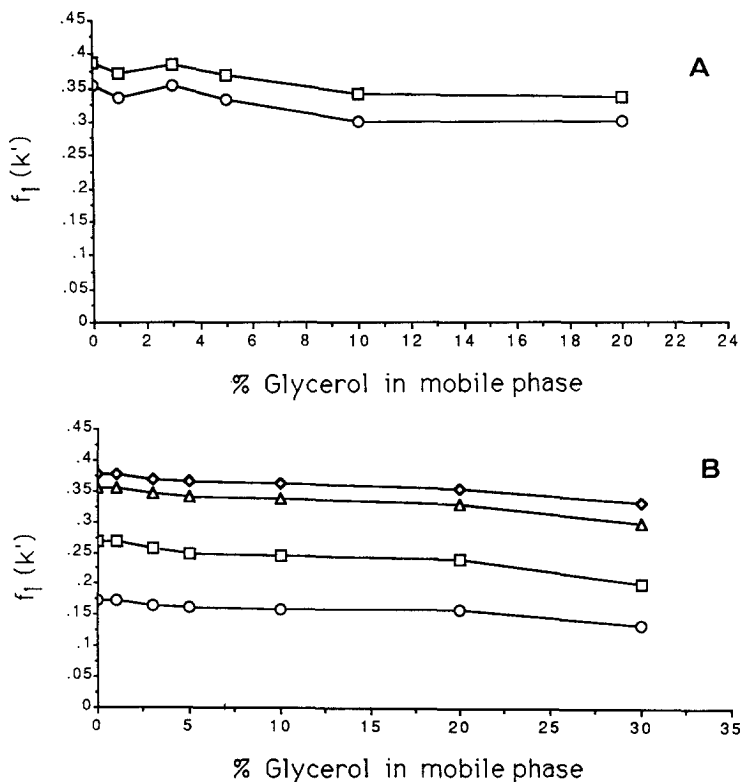 .45
.4
.35
.3
.25
.2
.15
.1
.05
0
f1 (k')
A
0 2 4 6 8 10 12 14 16 18 20 22 24
% Glycerol in mobile phase
.45
.4
.35
.3
.25
.2
.15
.1
.05
0
f1 (k')
B
0 5 10 15 20 25 30 35
% Glycerol in mobile phase